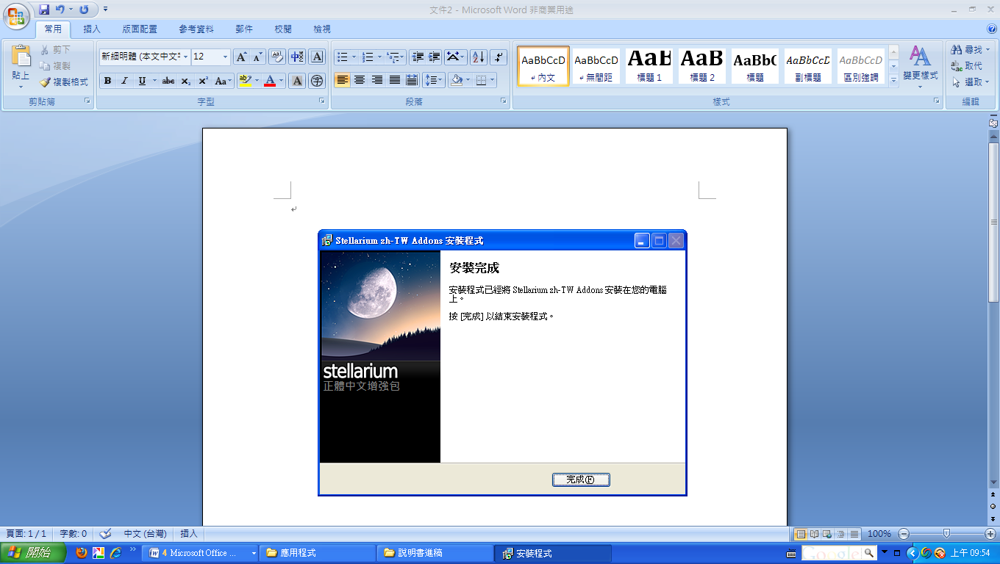 文件2 - Microsoft Word 非商業用途
常用 插入 版面配置 參考資料 郵件 校閱 檢視
貼上
剪下
複製
複製格式
剪貼簿
新細明體 (本文中文字 12
字型
段落
AaBbCcD AaBbCcD AaB AaB AaBbC AaBbCcD AaBbCcD
內文 無間距 標題 1 標題 2 標題 副標題 區別強調
變更樣式
樣式
尋找
取代
選取
編輯
Stellarium zh-TW Addons 安裝程式
安裝完成
安裝程式已經將 Stellarium zh-TW Addons 安裝在您的電腦
上。
按 [完成] 以結束安裝程式。
stellarium
正體中文增強包
完成(F)
頁面: 1 / 1 字數: 0 中文 (台灣) 插入 100%
開始 4 Microsoft Office ... 應用程式 說明書進稿 安裝程式 Google 上午 09:54